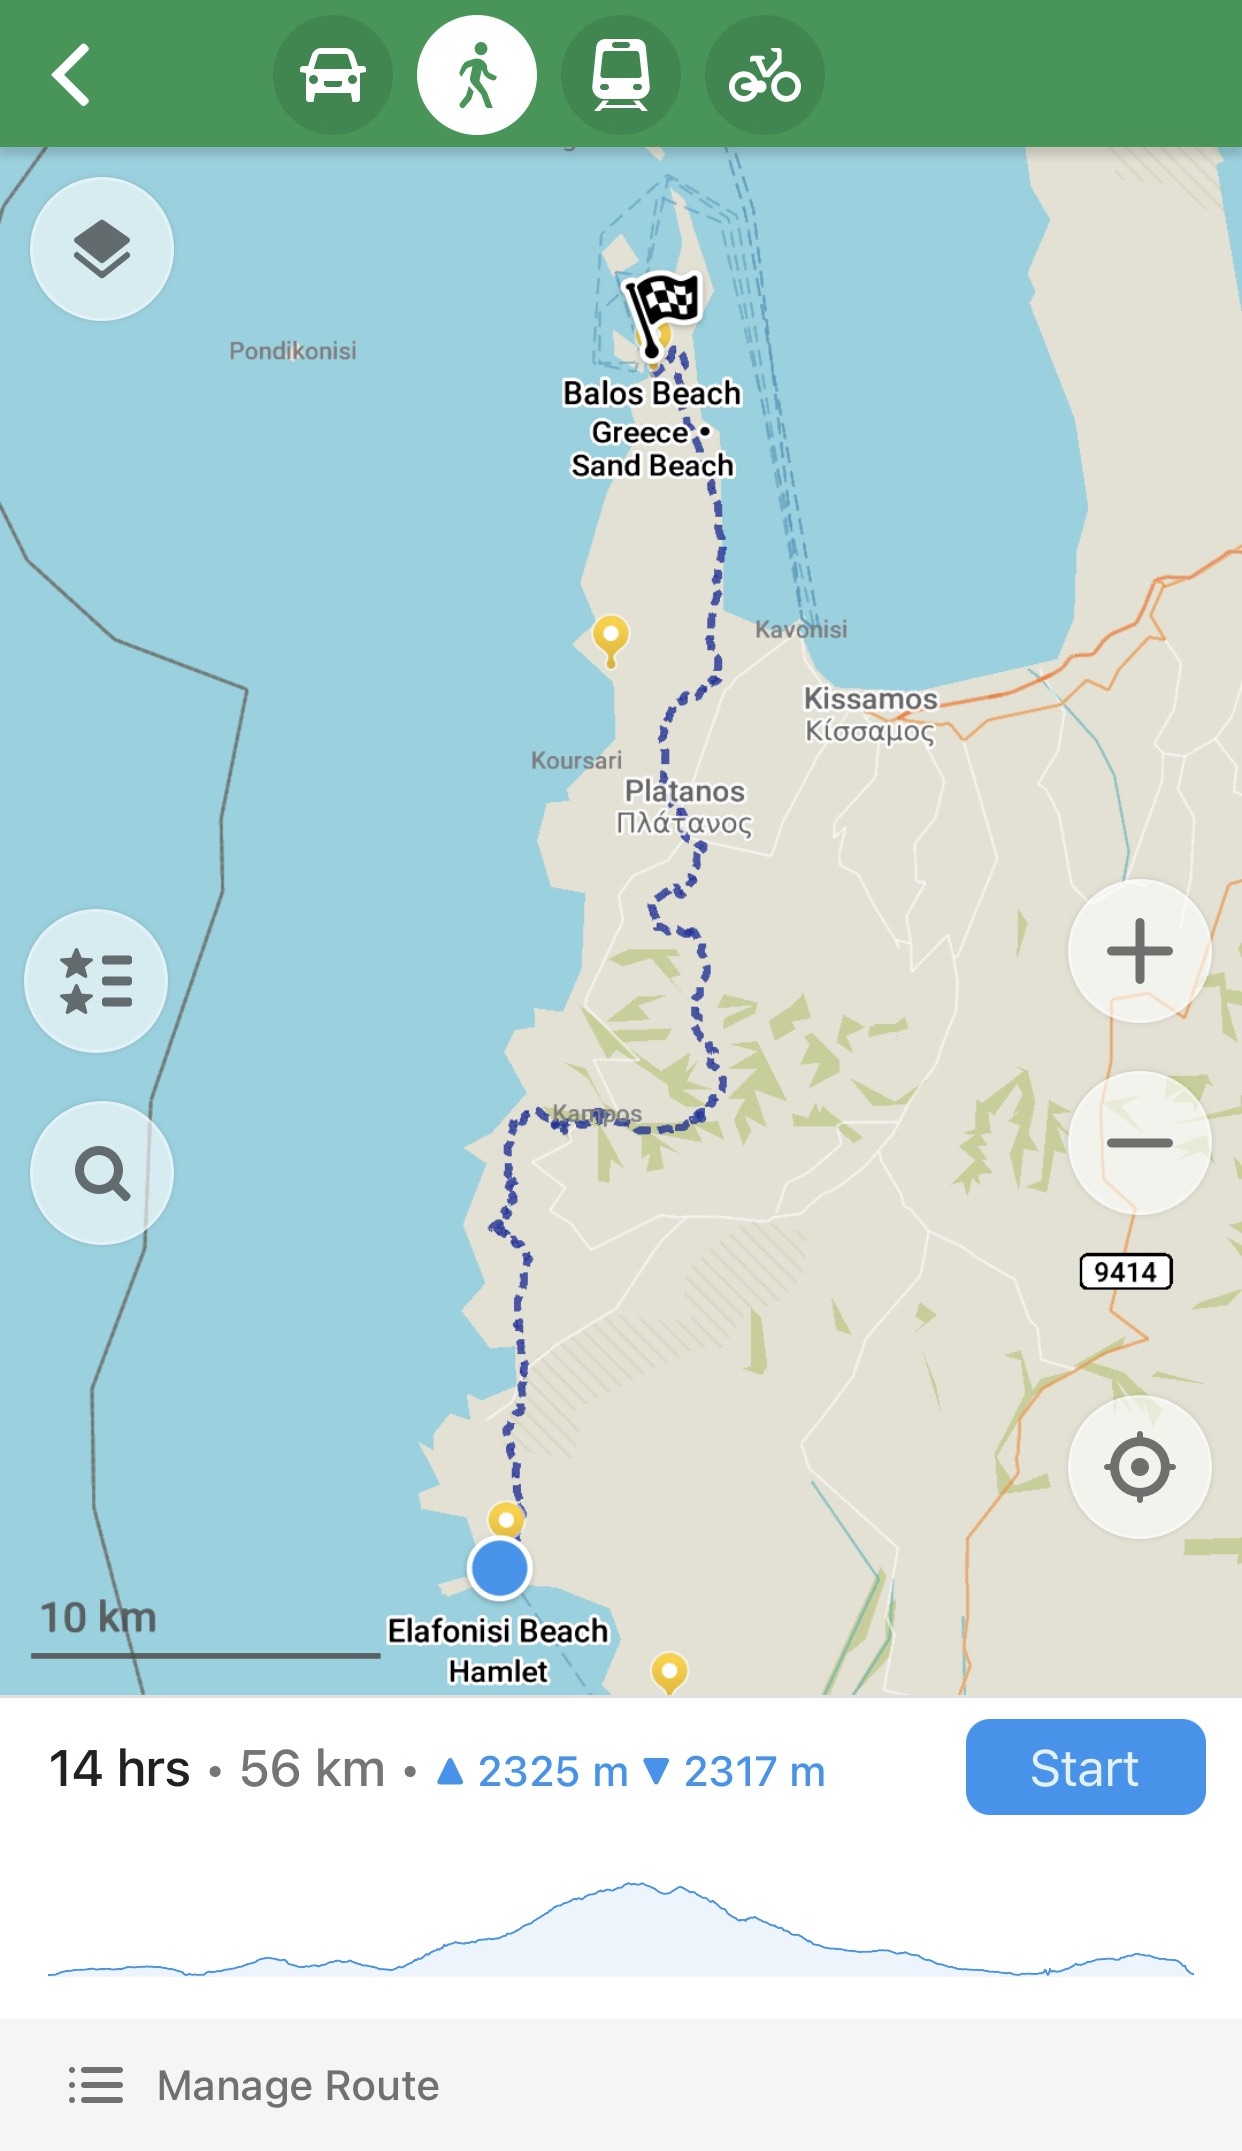 Pondikonisi
Balos Beach
Greece •
Sand Beach
Kavonisi
Kissamos
Κίσσαμος
Koursari
Platanos
Πλάτανος
Kampos
9414
10 km
Elafonisi Beach
Hamlet
14 hrs • 56 km • ▲ 2325 m ▼ 2317 m
Start
Manage Route